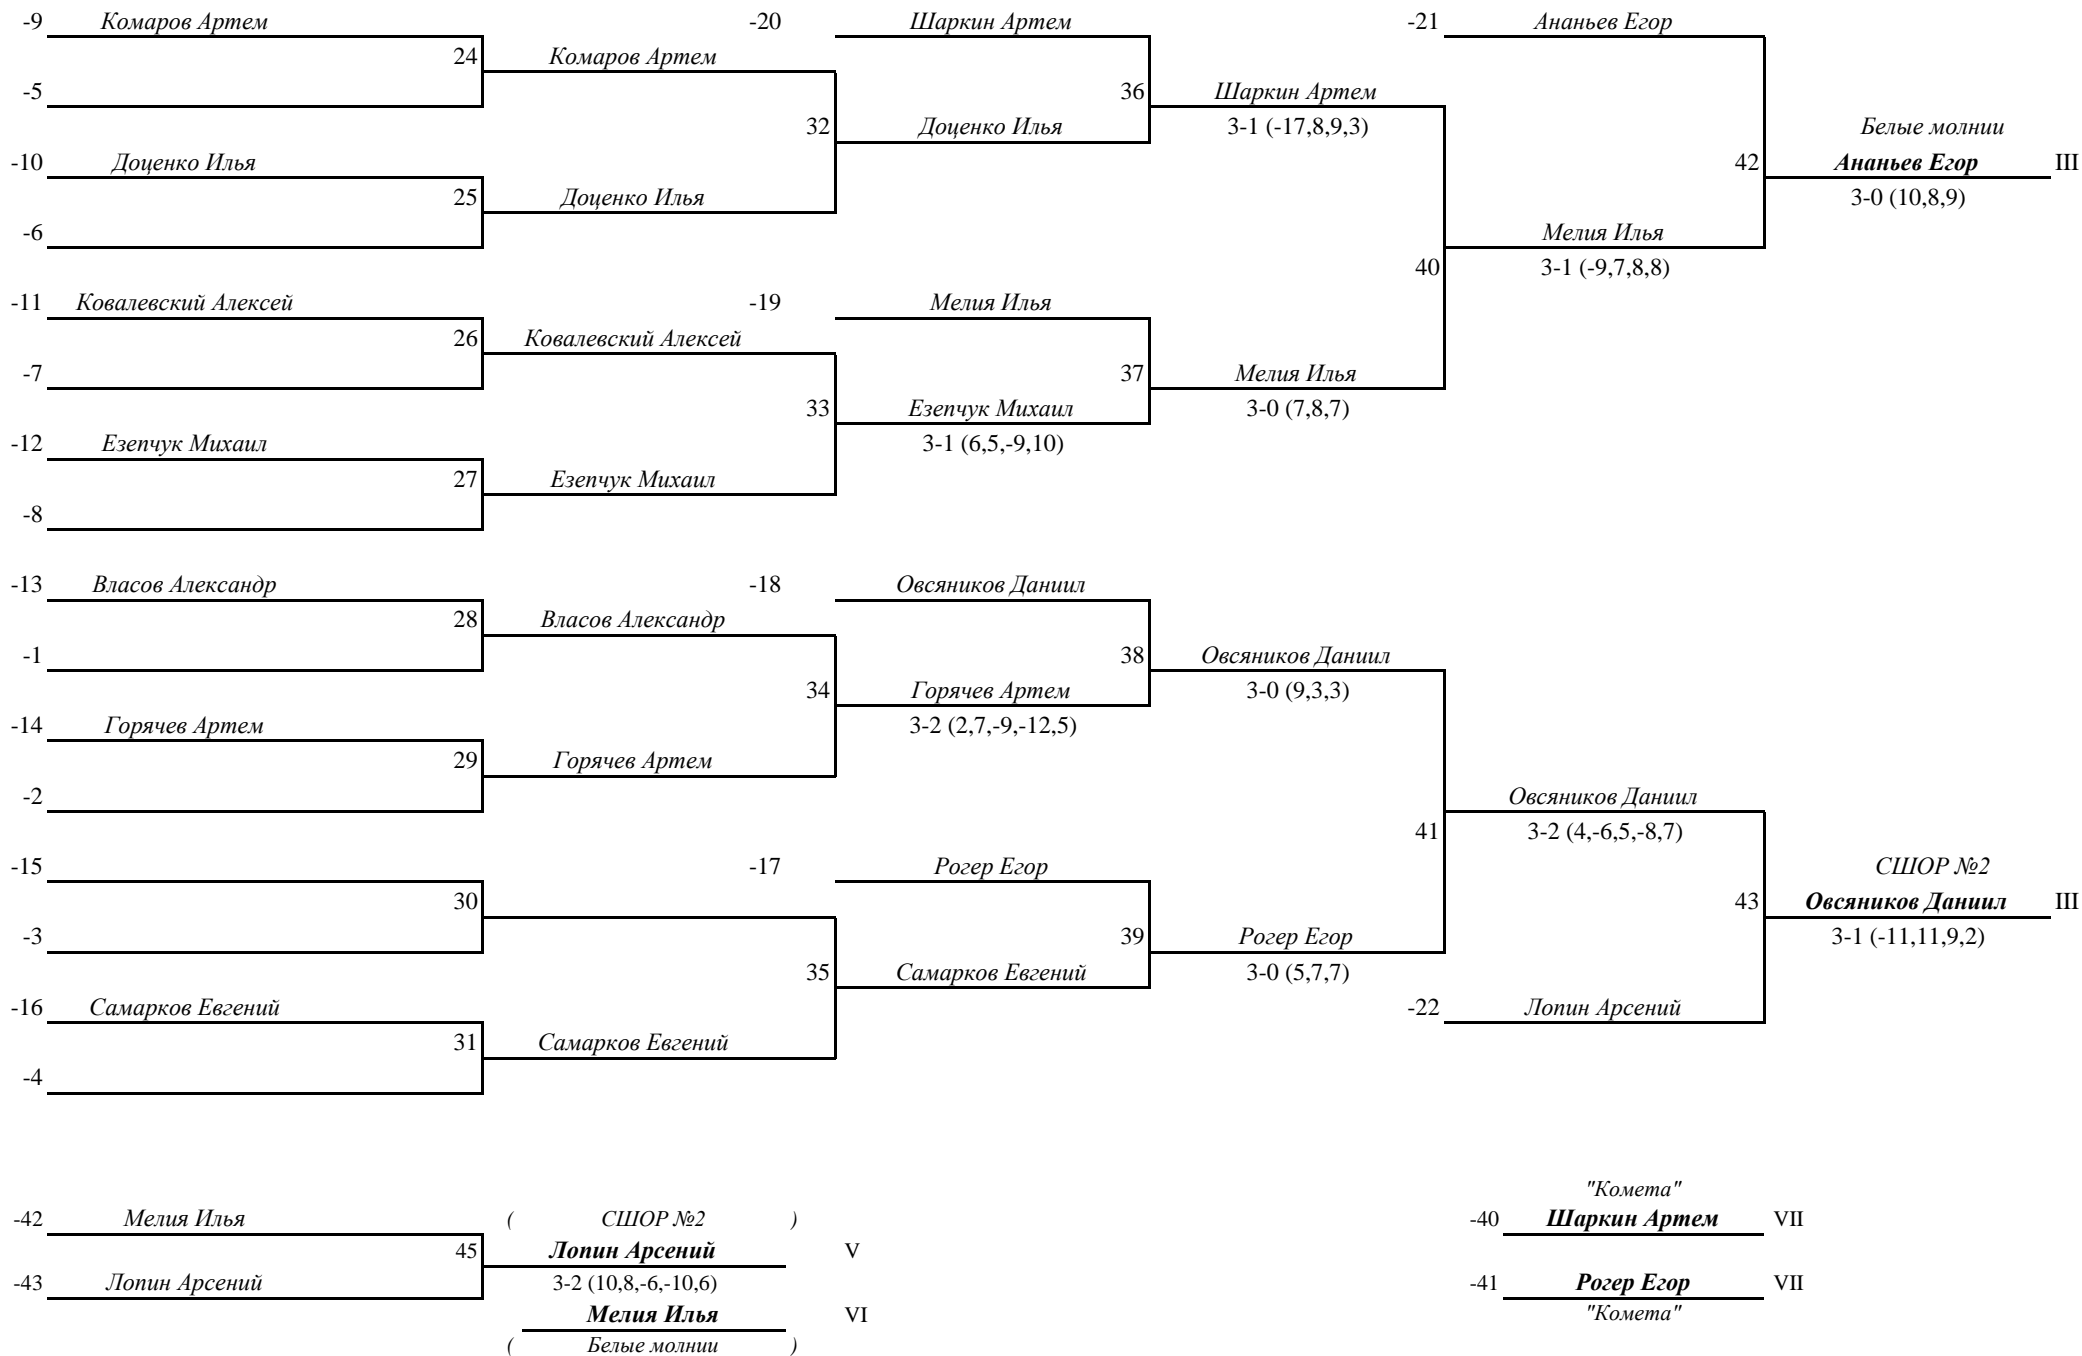 -9 Комаров Артем -20 Шаркин Артем -21 Ананьев Егор
24 Комаров Артем
-5 36 Шаркин Артем
32 Доценко Илья 3-1 (-17,8,9,3) Белые молнии
-10 Доценко Илья 42 Ананьев Егор III
25 Доценко Илья 3-0 (10,8,9)
-6 Мелия Илья
40 3-1 (-9,7,8,8)
-11 Ковалевский Алексей -19 Мелия Илья
26 Ковалевский Алексей
-7 37 Мелия Илья
33 Езепчук Михаил 3-0 (7,8,7)
-12 Езепчук Михаил 3-1 (6,5,-9,10)
27 Езепчук Михаил
-8
-13 Власов Александр -18 Овсяников Даниил
28 Власов Александр
-1 38 Овсяников Даниил
34 Горячев Артем 3-0 (9,3,3)
-14 Горячев Артем 3-2 (2,7,-9,-12,5)
29 Горячев Артем
-2 Овсяников Даниил
41 3-2 (4,-6,5,-8,7)
-15 -17 Рогер Егор СШОР №2
30 43 Овсяников Даниил III
-3 39 Рогер Егор 3-1 (-11,11,9,2)
35 Самарков Евгений 3-0 (5,7,7)
-16 Самарков Евгений -22 Лопин Арсений
31 Самарков Евгений
-4
"Комета"
-42 Мелия Илья ( СШОР №2 ) -40 Шаркин Артем VII
45 Лопин Арсений V
-43 Лопин Арсений 3-2 (10,8,-6,-10,6) -41 Рогер Егор VII
Мелия Илья VI "Комета"
( Белые молнии )